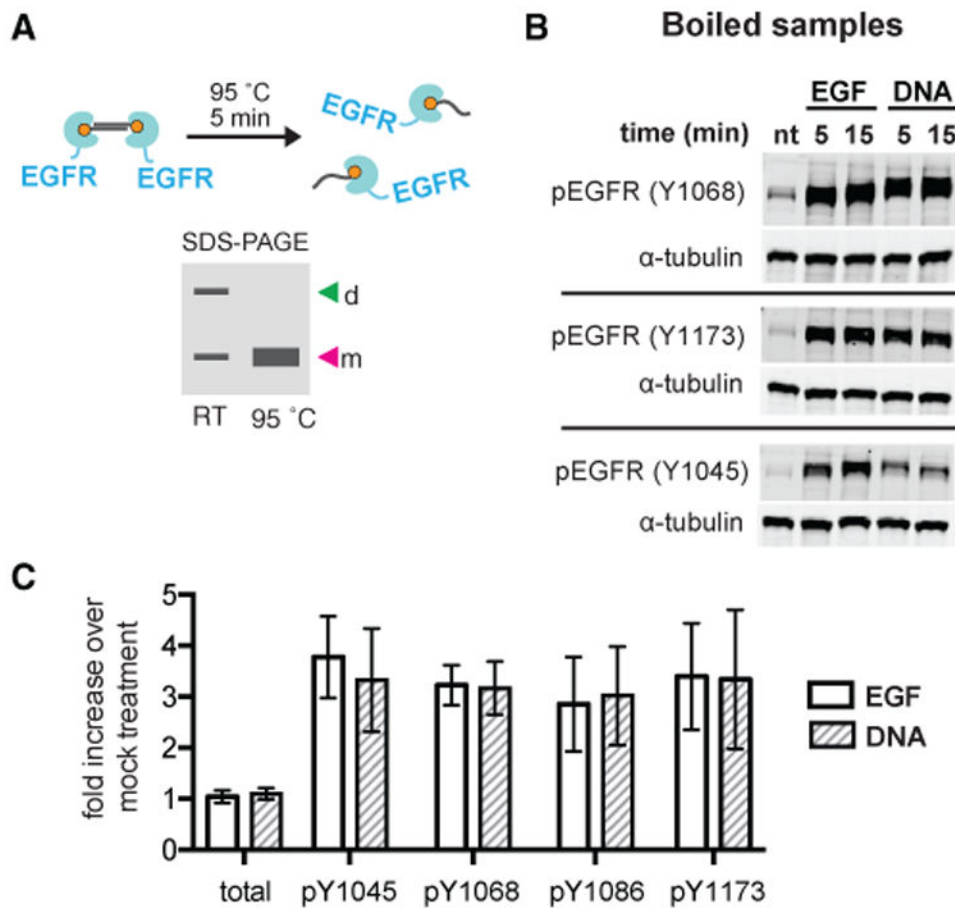 A
95 ˚C
5 min
EGFR
EGFR
EGFR
EGFR
SDS-PAGE
d
m
RT 95 ˚C
B
Boiled samples
EGF DNA
time (min) nt 5 15 5 15
pEGFR (Y1068)
α-tubulin
pEGFR (Y1173)
α-tubulin
pEGFR (Y1045)
α-tubulin
C
fold increase over
mock treatment
5
4
3
2
1
0
total pY1045 pY1068 pY1086 pY1173
EGF
DNA